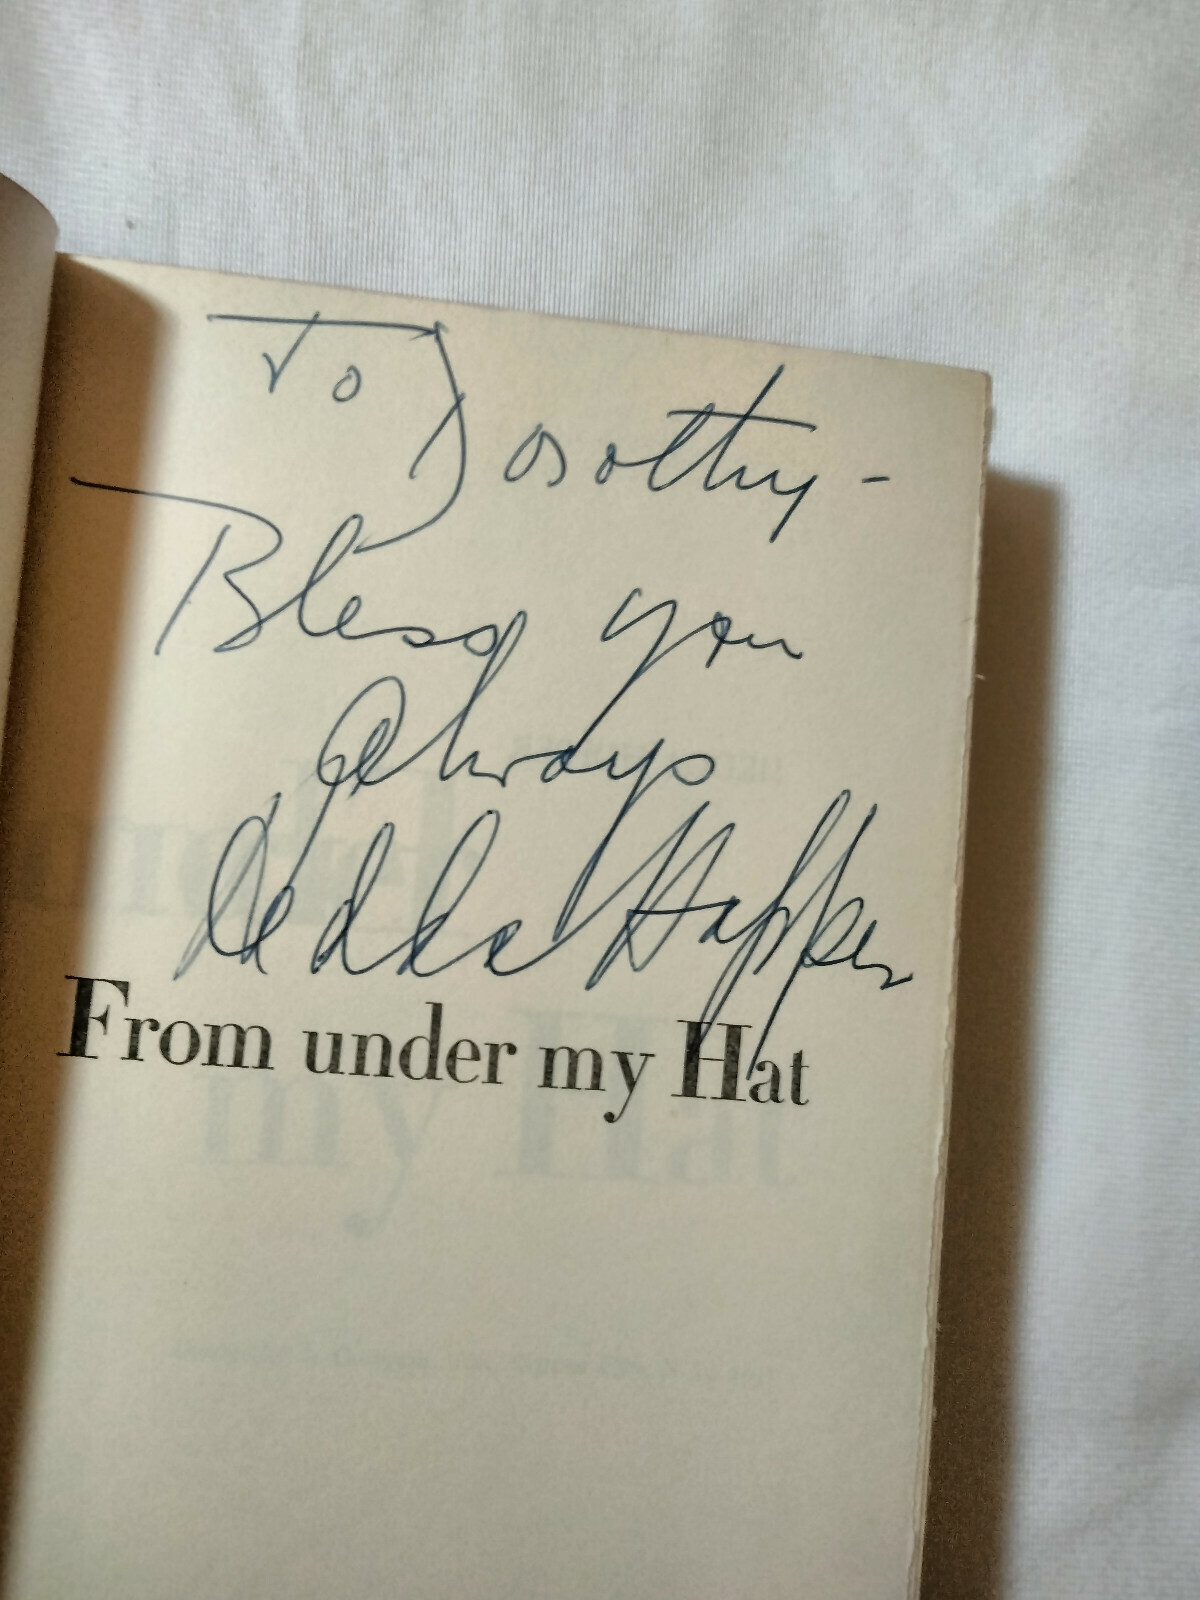 To Dorothy -
Bless you
always
Hedda Hopper
From under my Hat